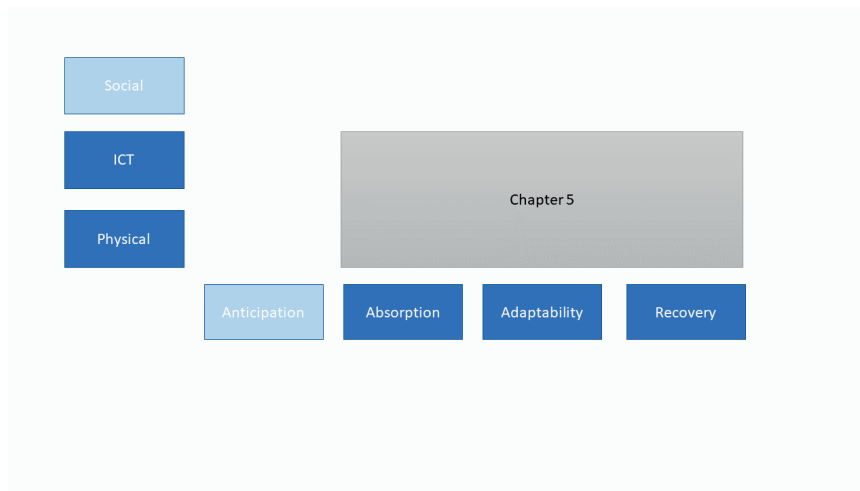 Social
ICT
Chapter 5
Physical
Anticipation
Absorption
Adaptability
Recovery